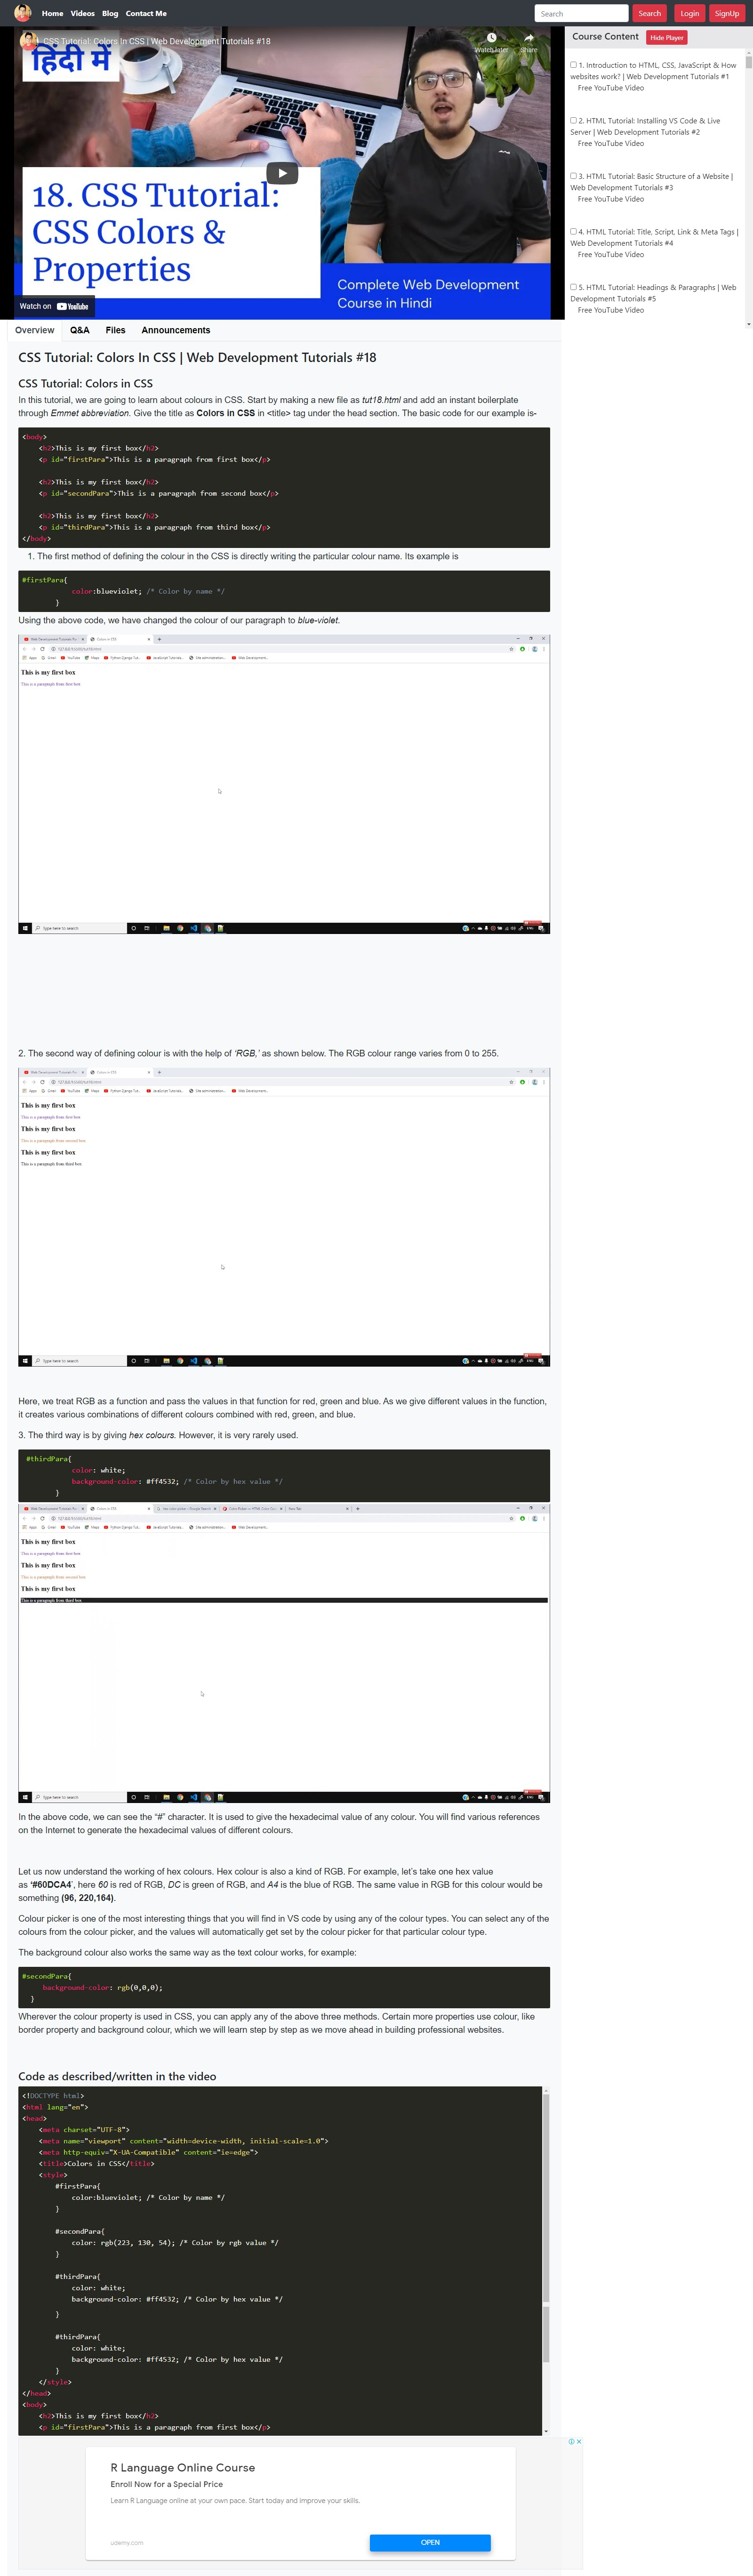 Home Videos Blog Contact Me Search Search Login SignUp
CSS Tutorial: Colors In CSS | Web Development Tutorials #18
Watch later Share
हिंदी में
18. CSS Tutorial:
CSS Colors &
Properties
Complete Web Development
Course in Hindi
Watch on YouTube
Course Content Hide Player
1. Introduction to HTML, CSS, JavaScript & How
websites work? | Web Development Tutorials #1
Free YouTube Video
2. HTML Tutorial: Installing VS Code & Live
Server | Web Development Tutorials #2
Free YouTube Video
3. HTML Tutorial: Basic Structure of a Website |
Web Development Tutorials #3
Free YouTube Video
4. HTML Tutorial: Title, Script, Link & Meta Tags |
Web Development Tutorials #4
Free YouTube Video
5. HTML Tutorial: Headings & Paragraphs | Web
Development Tutorials #5
Free YouTube Video
Overview Q&A Files Announcements
CSS Tutorial: Colors In CSS | Web Development Tutorials #18
CSS Tutorial: Colors in CSS
In this tutorial, we are going to learn about colours in CSS. Start by making a new file as tut18.html and add an instant boilerplate
through Emmet abbreviation. Give the title as Colors in CSS in <title> tag under the head section. The basic code for our example is-
<body>
<h2>This is my first box</h2>
<p id="firstPara">This is a paragraph from first box</p>
<h2>This is my first box</h2>
<p id="secondPara">This is a paragraph from second box</p>
<h2>This is my first box</h2>
<p id="thirdPara">This is a paragraph from third box</p>
</body>
1. The first method of defining the colour in the CSS is directly writing the particular colour name. Its example is
#firstPara{
color:blueviolet; /* Color by name */
}
Using the above code, we have changed the colour of our paragraph to blue-violet.
Colors in CSS
This is my first box
This is a paragraph from first box
Type here to search
2. The second way of defining colour is with the help of ‘RGB,’ as shown below. The RGB colour range varies from 0 to 255.
Colors in CSS
This is my first box
This is a paragraph from first box
This is my first box
This is a paragraph from second box
This is my first box
This is a paragraph from third box
Type here to search
Here, we treat RGB as a function and pass the values in that function for red, green and blue. As we give different values in the function,
it creates various combinations of different colours combined with red, green, and blue.
3. The third way is by giving hex colours. However, it is very rarely used.
#thirdPara{
color: white;
background-color: #ff4532; /* Color by hex value */
}
Colors in CSS
This is my first box
This is a paragraph from first box
This is my first box
This is a paragraph from second box
This is my first box
This is a paragraph from third box
Type here to search
In the above code, we can see the “#” character. It is used to give the hexadecimal value of any colour. You will find various references
on the Internet to generate the hexadecimal values of different colours.
Let us now understand the working of hex colours. Hex colour is also a kind of RGB. For example, let’s take one hex value
as ‘#60DCA4’, here 60 is red of RGB, DC is green of RGB, and A4 is the blue of RGB. The same value in RGB for this colour would be
something (96, 220,164).
Colour picker is one of the most interesting things that you will find in VS code by using any of the colour types. You can select any of the
colours from the colour picker, and the values will automatically get set by the colour picker for that particular colour type.
The background colour also works the same way as the text colour works, for example:
#secondPara{
background-color: rgb(0,0,0);
}
Wherever the colour property is used in CSS, you can apply any of the above three methods. Certain more properties use colour, like
border property and background colour, which we will learn step by step as we move ahead in building professional websites.
Code as described/written in the video
<!DOCTYPE html>
<html lang="en">
<head>
<meta charset="UTF-8">
<meta name="viewport" content="width=device-width, initial-scale=1.0">
<meta http-equiv="X-UA-Compatible" content="ie=edge">
<title>Colors in CSS</title>
<style>
#firstPara{
color:blueviolet; /* Color by name */
}
#secondPara{
color: rgb(223, 130, 54); /* Color by rgb value */
}
#thirdPara{
color: white;
background-color: #ff4532; /* Color by hex value */
}
#thirdPara{
color: white;
background-color: #ff4532; /* Color by hex value */
}
</style>
</head>
<body>
<h2>This is my first box</h2>
<p id="firstPara">This is a paragraph from first box</p>
R Language Online Course
Enroll Now for a Special Price
Learn R Language online at your own pace. Start today and improve your skills.
udemy.com OPEN